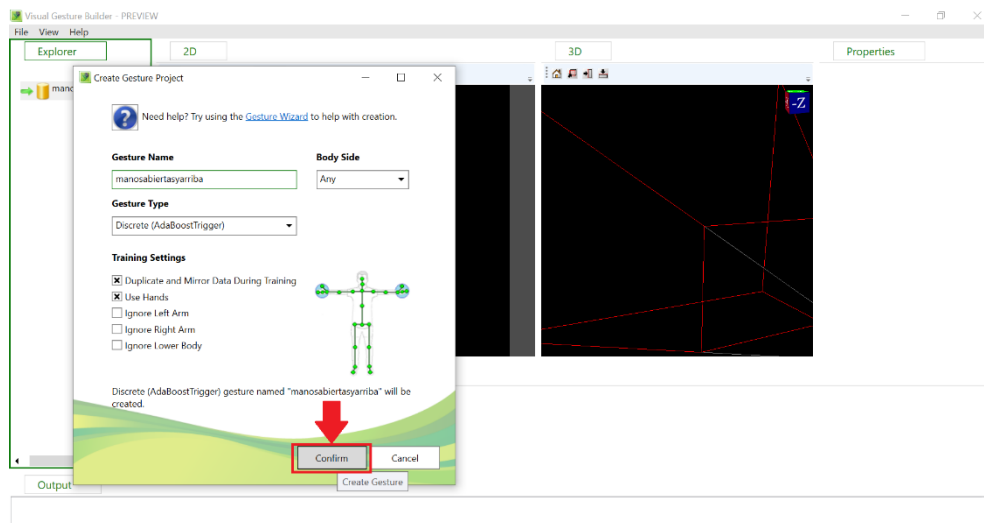 Visual Gesture Builder - PREVIEW
File View Help
Explorer
2D
3D
Properties
Create Gesture Project
-Z
Need help? Try using the Gesture Wizard to help with creation.
Gesture Name
Body Side
manosabiertasyarriba
Any
Gesture Type
Discrete (AdaBoostTrigger)
Training Settings
Duplicate and Mirror Data During Training
Use Hands
Ignore Left Arm
Ignore Right Arm
Ignore Lower Body
Discrete (AdaBoostTrigger) gesture named "manosabiertasyarriba" will be
created.
Confirm
Cancel
Create Gesture
Output